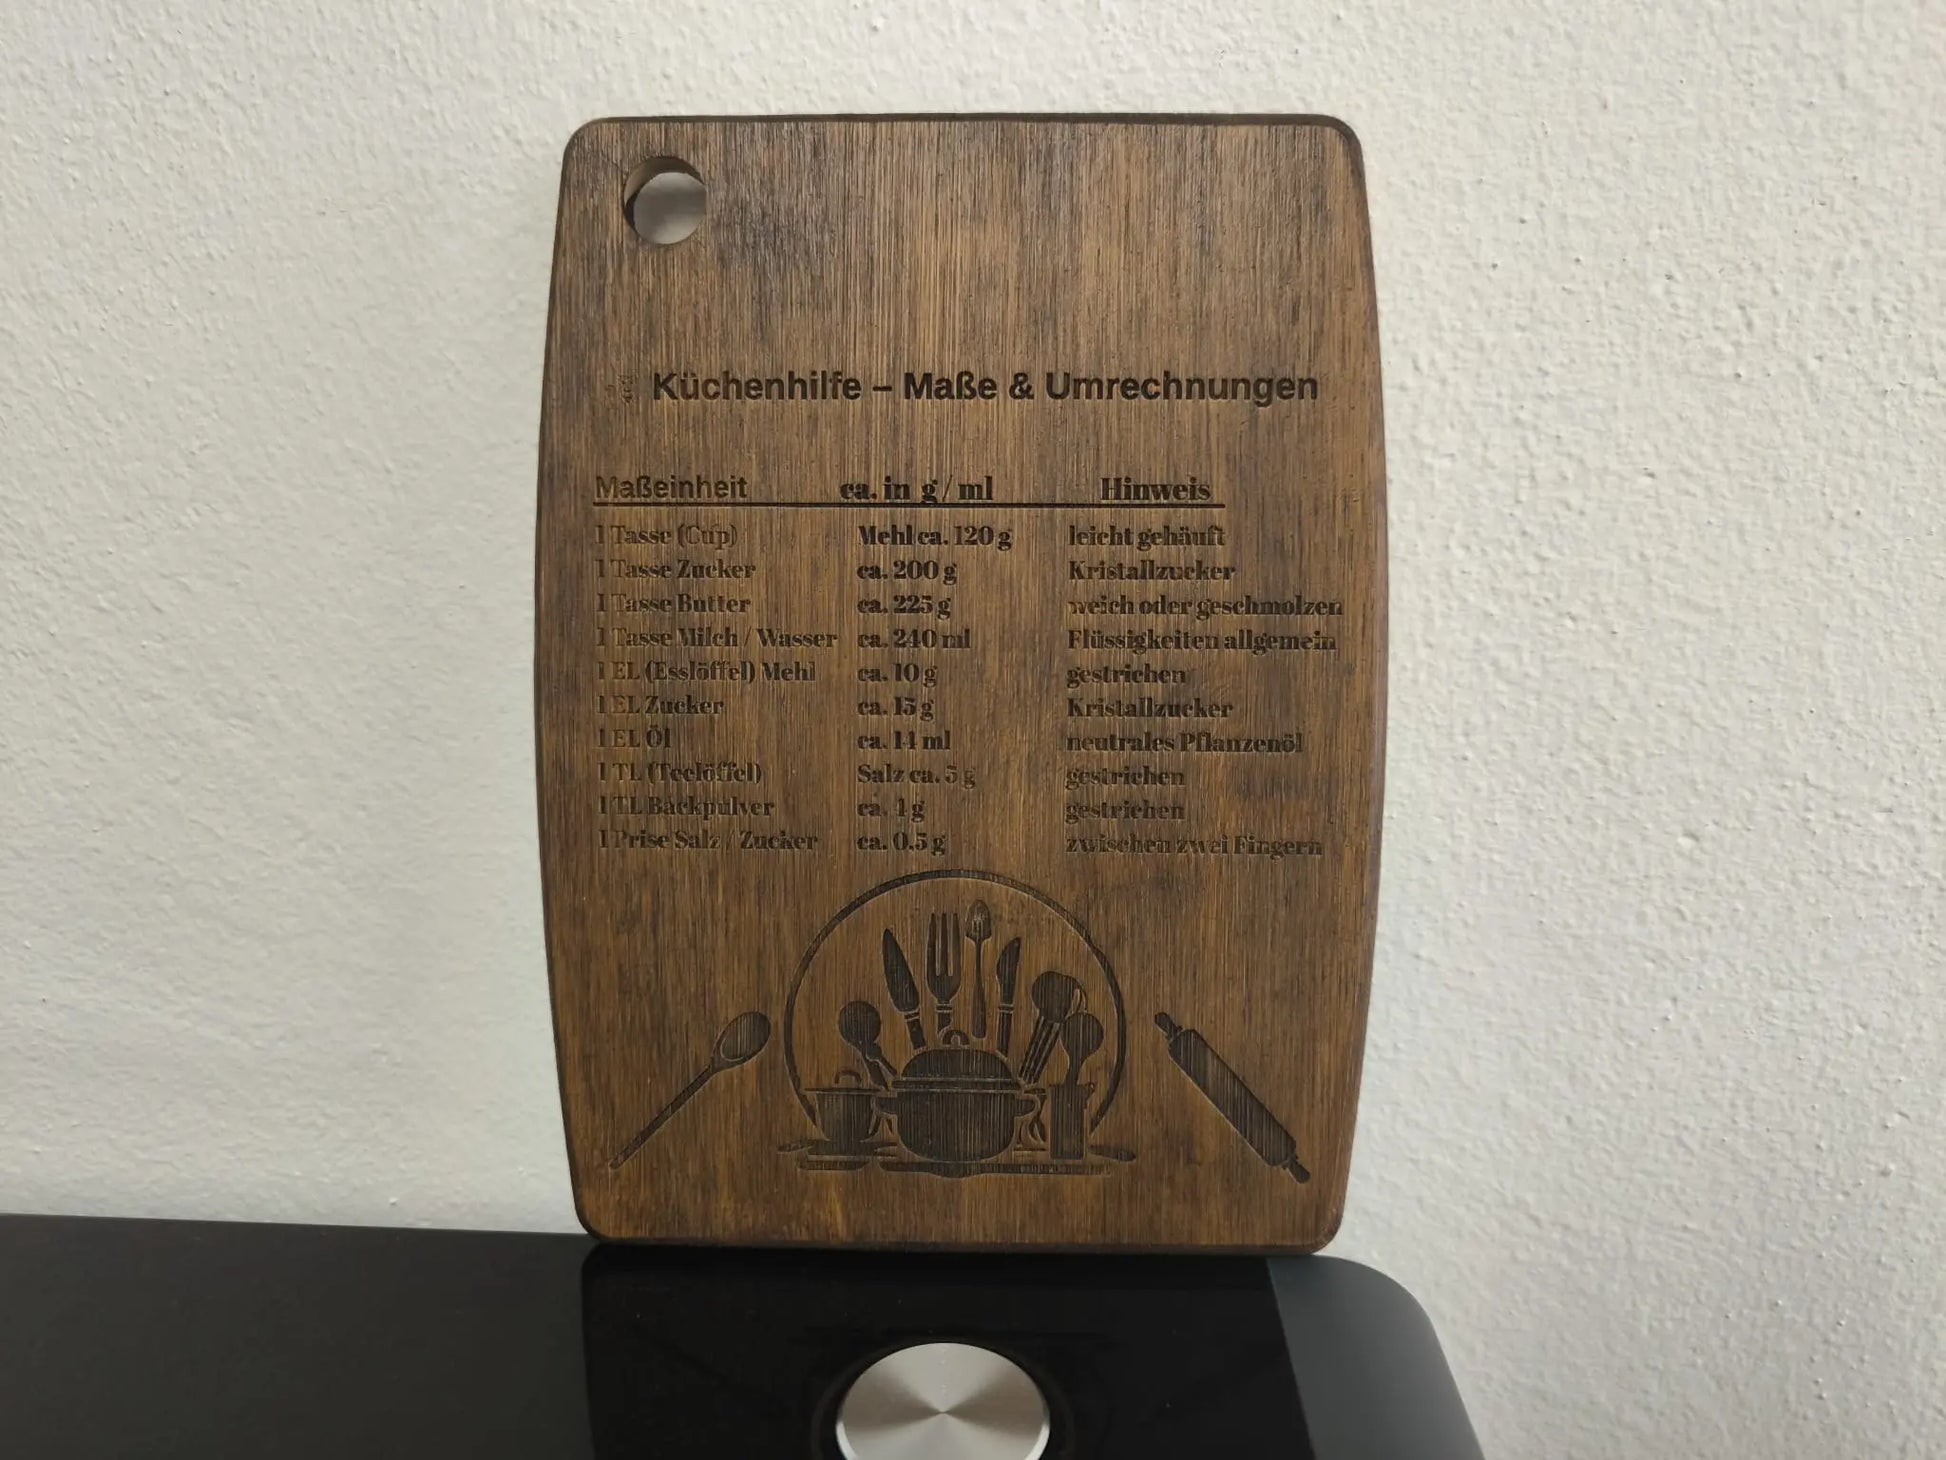 Küchenhilfe – Maße & Umrechnungen
Maßeinheit ca. in g / ml Hinweis
1 Tasse (Cup) Mehl ca. 120 g leicht gehäuft
1 Tasse Zucker ca. 200 g Kristallzucker
1 Tasse Butter ca. 225 g weich oder geschmolzen
1 Tasse Milch / Wasser ca. 240 ml Flüssigkeiten allgemein
1 EL (Esslöffel) Mehl ca. 10 g gestrichen
1 EL Zucker ca. 15 g Kristallzucker
1 EL Öl ca. 14 ml neutrales Pflanzenöl
1 TL (Teelöffel) Salz ca. 5 g gestrichen
1 TL Backpulver ca. 4 g gestrichen
1 Prise Salz / Zucker ca. 0.5 g zwischen zwei Fingern